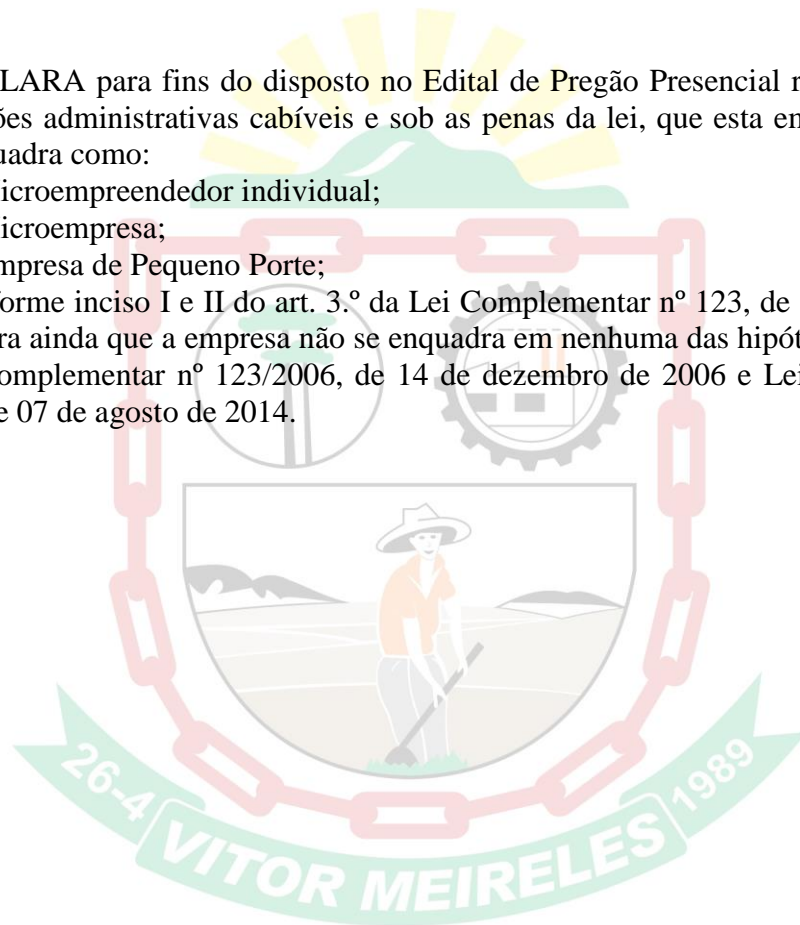 LARA para fins do disposto no Edital de Pregão Presencial
ões administrativas cabíveis e sob as penas da lei, que esta
uadra como:
icroempreendedor individual;
icroempresa;
mpresa de Pequeno Porte;
forme inciso I e II do art. 3.º da Lei Complementar nº 123, de
ra ainda que a empresa não se enquadra em nenhuma das hipót
omplementar nº 123/2006, de 14 de dezembro de 2006 e Lei
e 07 de agosto de 2014.
26-4 VITOR MEIRELES 1989